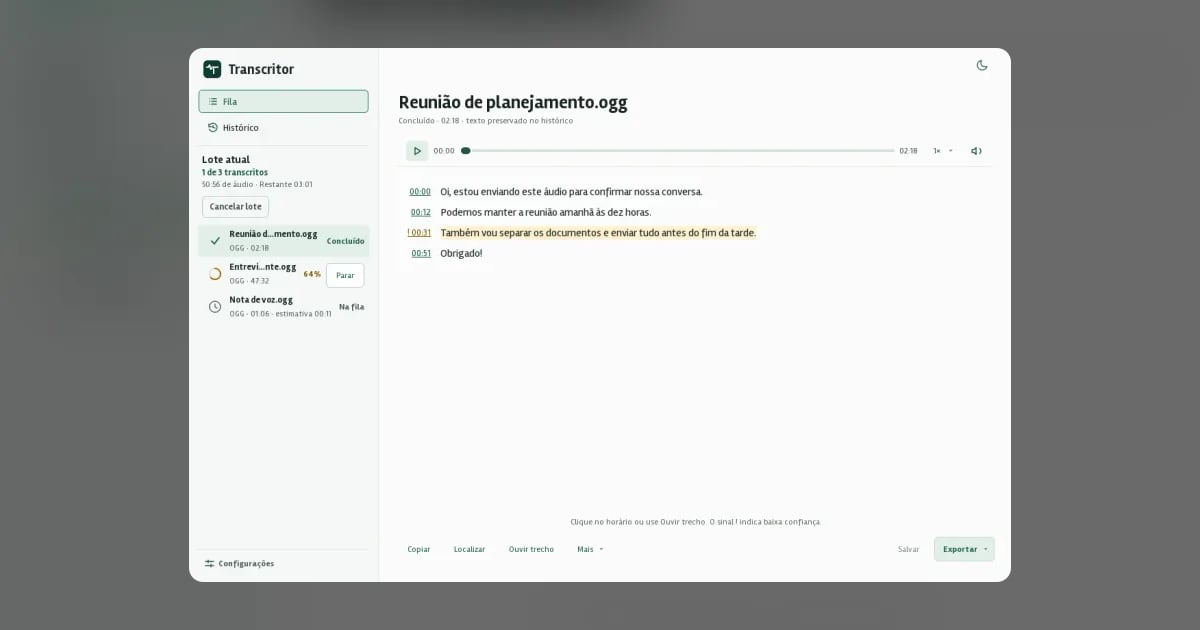 Transcritor
Fila
Histórico
Lote atual
1 de 3 transcritos
50:56 de áudio · Restante 03:01
Cancelar lote
Reunião d...mento.ogg
OGG · 02:18
Concluído
Entrevi...nte.ogg
OGG · 47:32
64%
Parar
Nota de voz.ogg
OGG · 01:06 · estimativa 00:11
Na fila
Configurações
Reunião de planejamento.ogg
Concluído · 02:18 · texto preservado no histórico
00:00
02:18
1×
00:00 Oi, estou enviando este áudio para confirmar nossa conversa.
00:12 Podemos manter a reunião amanhã às dez horas.
! 00:31 Também vou separar os documentos e enviar tudo antes do fim da tarde.
00:51 Obrigado!
Clique no horário ou use Ouvir trecho. O sinal ! indica baixa confiança.
Copiar
Localizar
Ouvir trecho
Mais
Salvar
Exportar